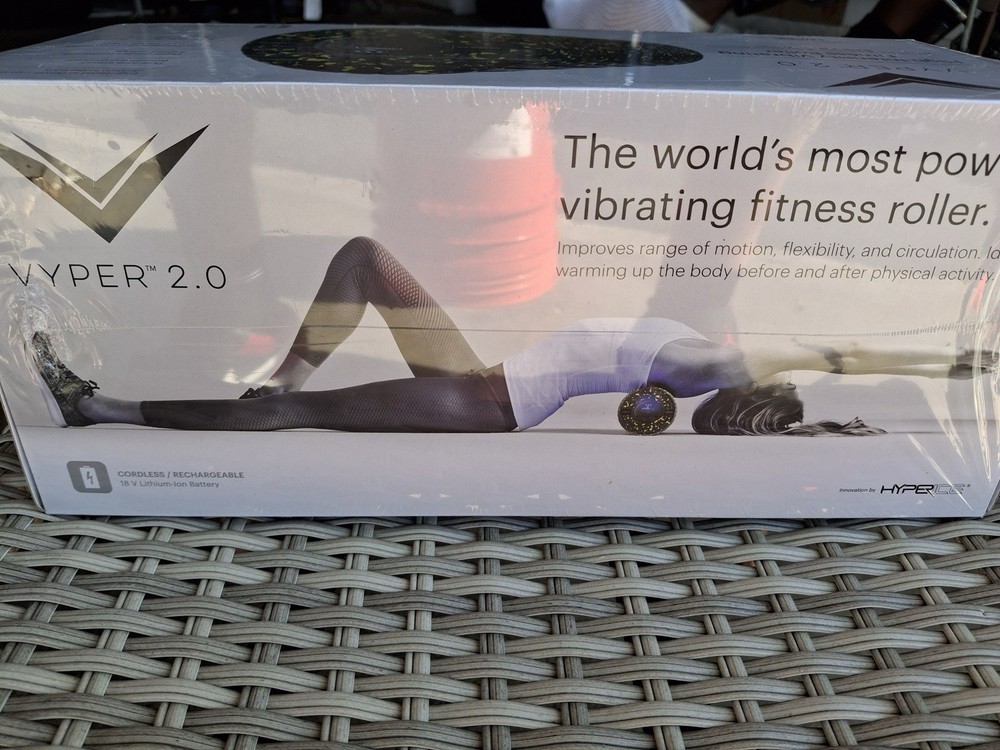 VYPER™ 2.0
The world's most pow
vibrating fitness roller.
Improves range of motion, flexibility, and circulation. Id
warming up the body before and after physical activity
CORDLESS / RECHARGEABLE
18 V Lithium-Ion Battery
Innovation by HYPERICE®